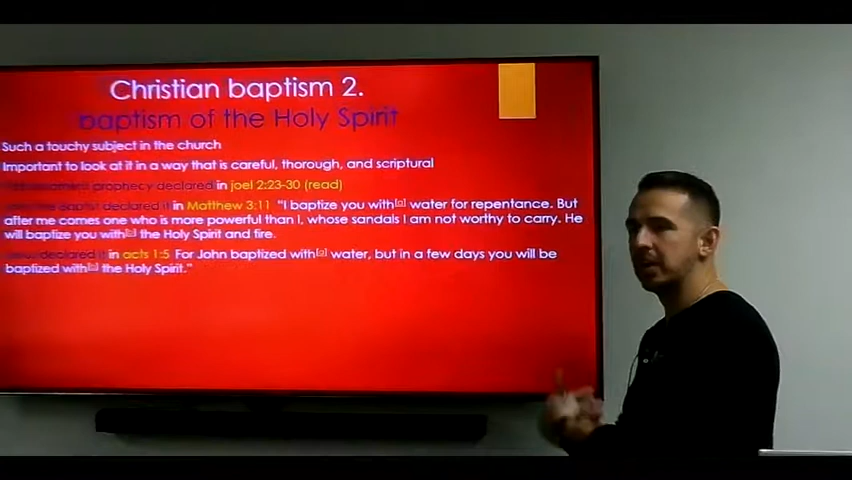 Christian baptism 2.
baptism of the Holy Spirit
Such a touchy subject in the church
Important to look at it in a way that is careful, thorough, and scriptural
Old testament prophecy declared in joel 2:23-30 (read)
John the Baptist declared it in Matthew 3:11 "I baptize you with[a] water for repentance. But
after me comes one who is more powerful than I, whose sandals I am not worthy to carry. He
will baptize you with the Holy Spirit and fire.
declared it in acts 1:5 For John baptized with[a] water, but in a few days you will be
baptized with the Holy Spirit."